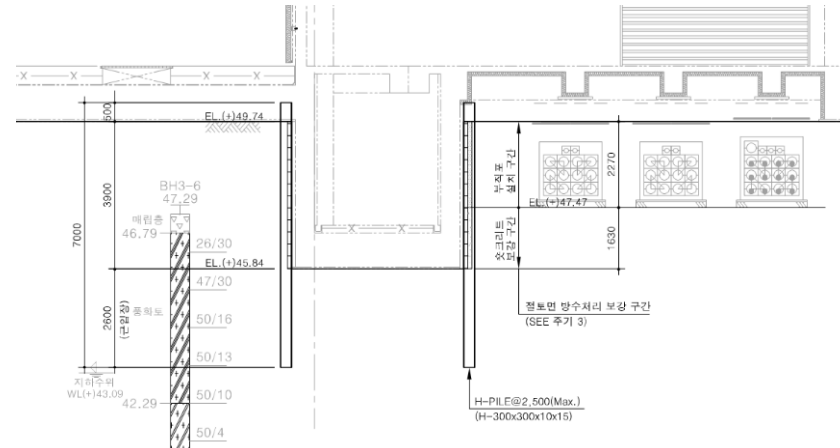 600
EL.(+)49.74
3900
7000
2600
(근입장)
BH3-6
47.29
매립층
46.79
26/30
EL.(+)45.84
47/30
풍화토
50/16
50/13
지하수위
WL(+)43.09
50/10
42.29
50/4
부직포
설치 구간
2270
EL.(+)47.47
숏크리트
보강 구간
1630
절토면 방수처리 보강 구간
(SEE 주기 3)
H-PILE@2,500(Max.)
(H-300x300x10x15)